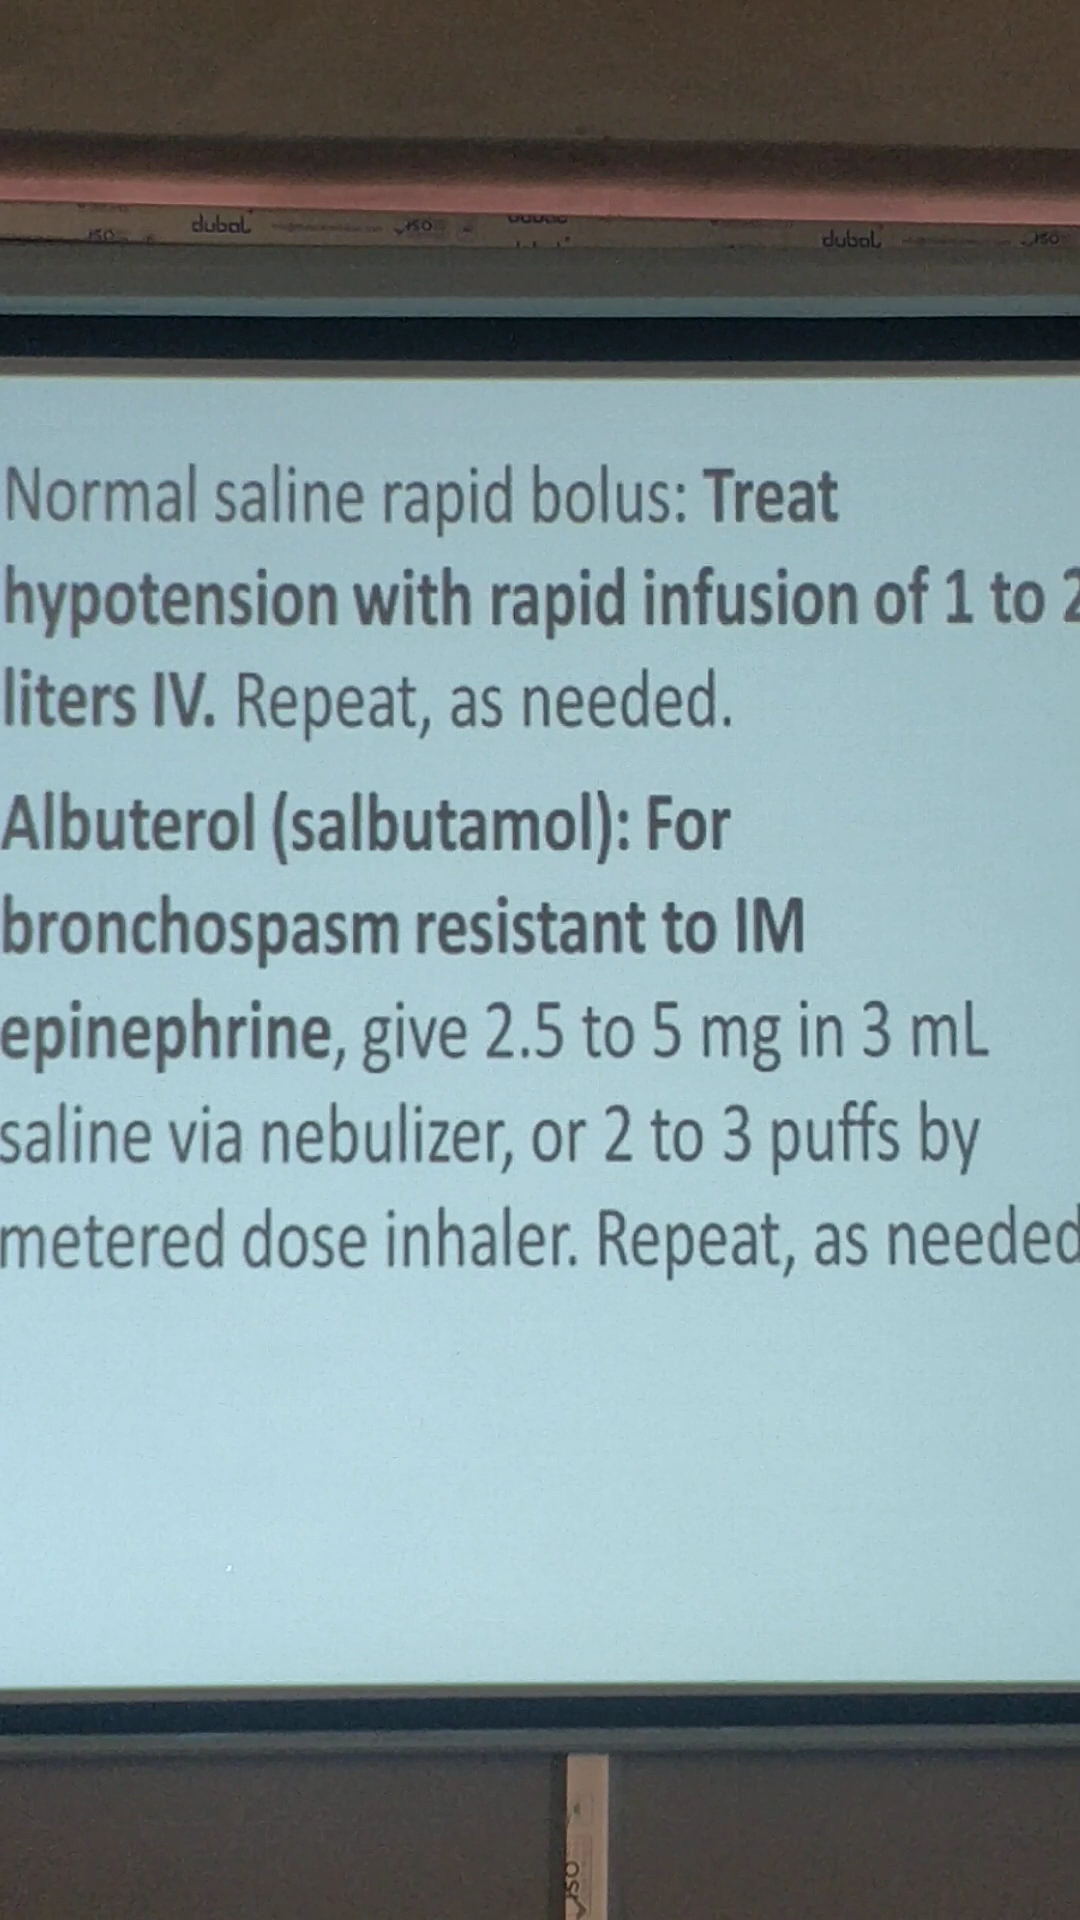 dubal
dubal
Normal saline rapid bolus: Treat
hypotension with rapid infusion of 1 to 2
liters IV. Repeat, as needed.
Albuterol (salbutamol): For
bronchospasm resistant to IM
epinephrine, give 2.5 to 5 mg in 3 mL
saline via nebulizer, or 2 to 3 puffs by
metered dose inhaler. Repeat, as needed